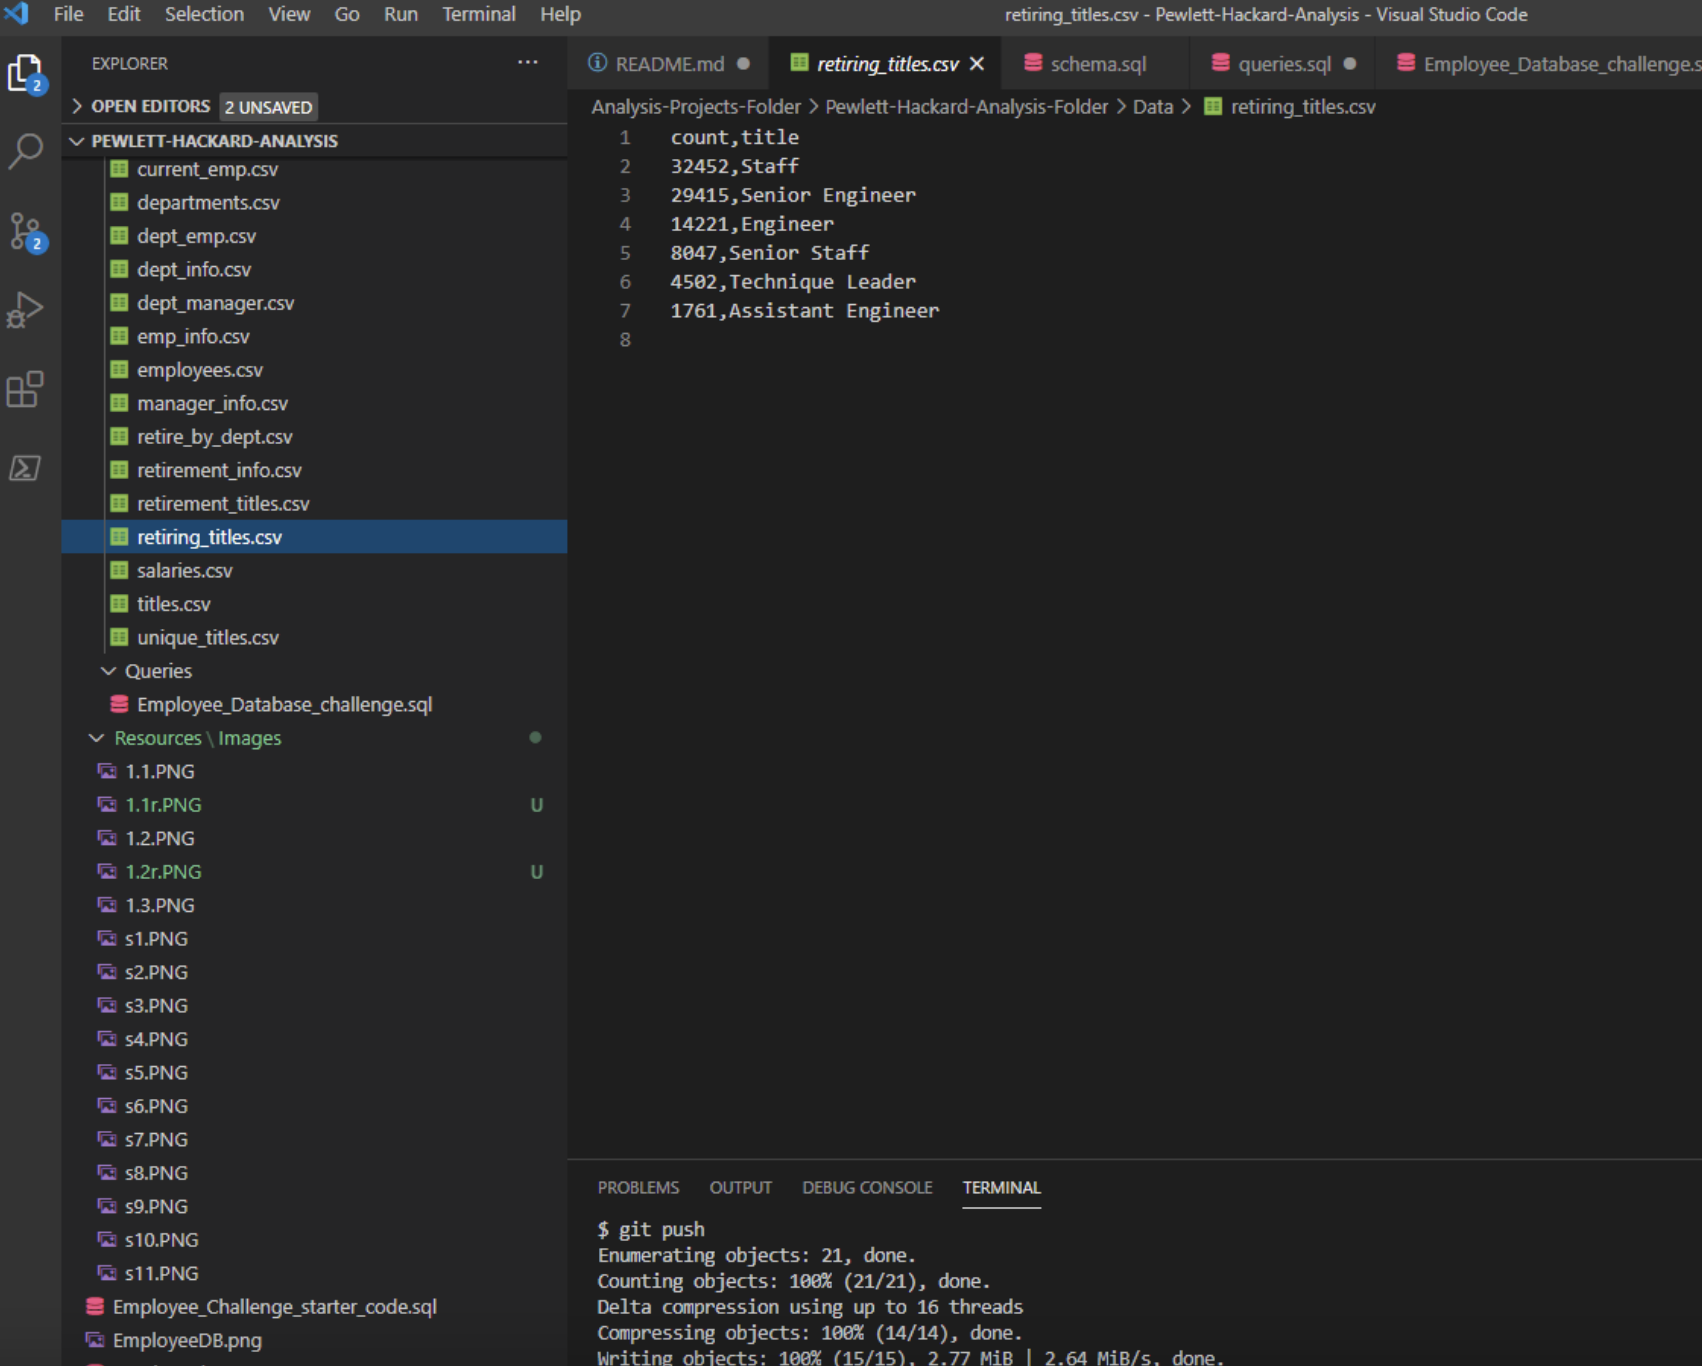 File Edit Selection View Go Run Terminal Help
retiring_titles.csv - Pewlett-Hackard-Analysis - Visual Studio Code
2
2
EXPLORER
OPEN EDITORS 2 UNSAVED
PEWLETT-HACKARD-ANALYSIS
current_emp.csv
departments.csv
dept_emp.csv
dept_info.csv
dept_manager.csv
emp_info.csv
employees.csv
manager_info.csv
retire_by_dept.csv
retirement_info.csv
retirement_titles.csv
retiring_titles.csv
salaries.csv
titles.csv
unique_titles.csv
Queries
Employee_Database_challenge.sql
Resources \ Images
1.1.PNG
1.1r.PNG U
1.2.PNG
1.2r.PNG U
1.3.PNG
s1.PNG
s2.PNG
s3.PNG
s4.PNG
s5.PNG
s6.PNG
s7.PNG
s8.PNG
s9.PNG
s10.PNG
s11.PNG
Employee_Challenge_starter_code.sql
EmployeeDB.png
README.md retiring_titles.csv schema.sql queries.sql Employee_Database_challenge.s
Analysis-Projects-Folder > Pewlett-Hackard-Analysis-Folder > Data > retiring_titles.csv
1 count,title
2 32452,Staff
3 29415,Senior Engineer
4 14221,Engineer
5 8047,Senior Staff
6 4502,Technique Leader
7 1761,Assistant Engineer
8
PROBLEMS OUTPUT DEBUG CONSOLE TERMINAL
$ git push
Enumerating objects: 21, done.
Counting objects: 100% (21/21), done.
Delta compression using up to 16 threads
Compressing objects: 100% (14/14), done.
Writing objects: 100% (15/15), 2.77 MiB | 2.64 MiB/s, done.